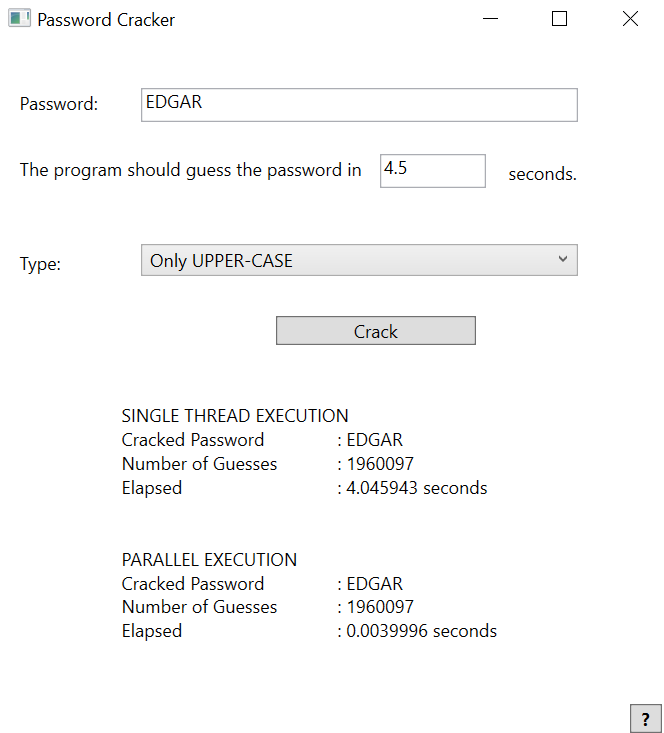 Password Cracker
Password: EDGAR
The program should guess the password in 4.5 seconds.
Type: Only UPPER-CASE
Crack
SINGLE THREAD EXECUTION
Cracked Password : EDGAR
Number of Guesses : 1960097
Elapsed : 4.045943 seconds
PARALLEL EXECUTION
Cracked Password : EDGAR
Number of Guesses : 1960097
Elapsed : 0.0039996 seconds
?